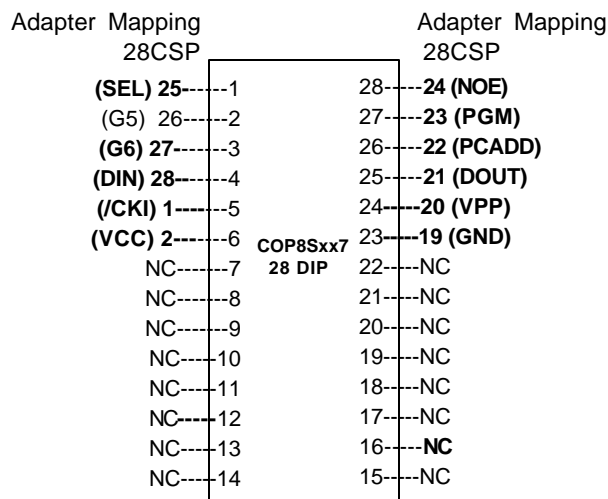 Adapter Mapping Adapter Mapping
28CSP 28CSP
(SEL) 25------1 28-----24 (NOE)
(G5) 26-----2 27-----23 (PGM)
(G6) 27------3 26-----22 (PCADD)
(DIN) 28-----4 25-----21 (DOUT)
(/CKI) 1------5 24-----20 (VPP)
(VCC) 2------6 COP8Sxx7 23-----19 (GND)
NC------7 28 DIP 22----NC
NC-----8 21----NC
NC-----9 20----NC
NC-----10 19----NC
NC-----11 18----NC
NC-----12 17----NC
NC-----13 16-----NC
NC-----14 15----NC